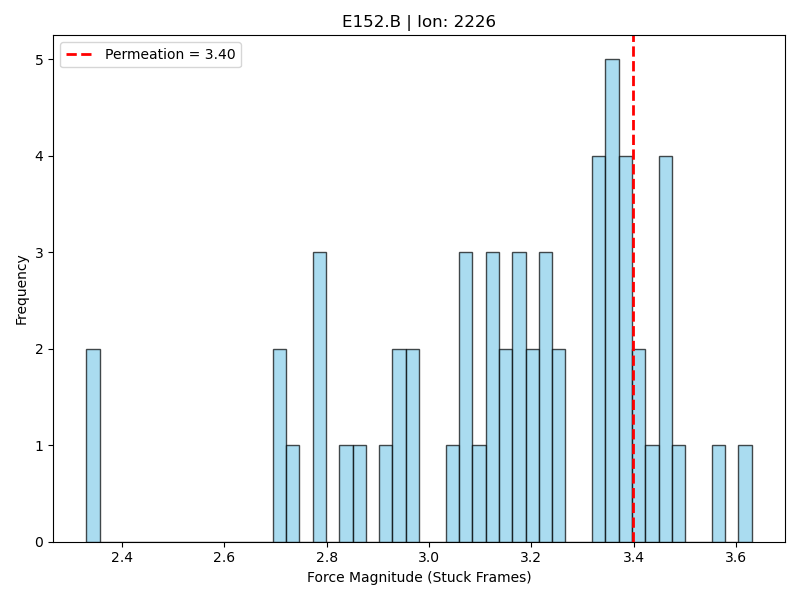 E152.B | Ion: 2226
Permeation = 3.40
Frequency
5
4
3
2
1
0
2.4 2.6 2.8 3.0 3.2 3.4 3.6
Force Magnitude (Stuck Frames)